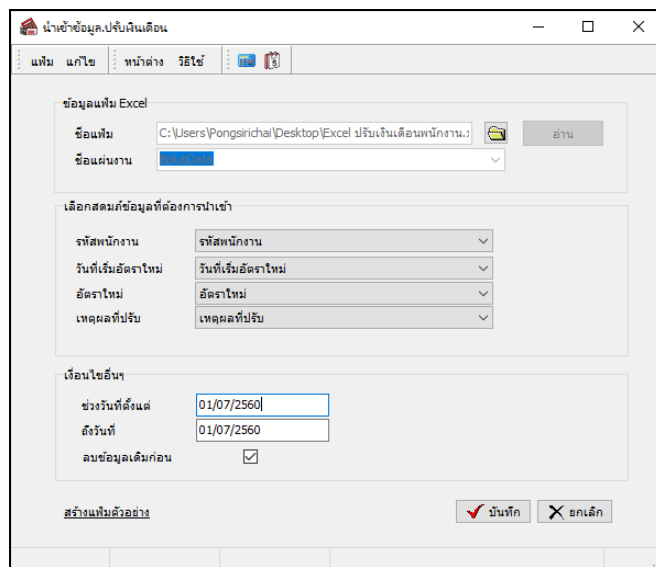 นำเข้าข้อมูล.ปรับเงินเดือน
แฟ้ม แก้ไข หน้าต่าง วิธีใช้
ข้อมูลแฟ้ม Excel
ชื่อแฟ้ม C:\Users\Pongsirichai\Desktop\Excel ปรับเงินเดือนพนักงาน.x อ่าน
ชื่อแผ่นงาน PlusData
เลือกสดมภ์ข้อมูลที่ต้องการนำเข้า
รหัสพนักงาน รหัสพนักงาน
วันที่เริ่มอัตราใหม่ วันที่เริ่มอัตราใหม่
อัตราใหม่ อัตราใหม่
เหตุผลที่ปรับ เหตุผลที่ปรับ
เงื่อนไขอื่นๆ
ช่วงวันที่ตั้งแต่ 01/07/2560
ถึงวันที่ 01/07/2560
ลบข้อมูลเดิมก่อน
สร้างแฟ้มตัวอย่าง บันทึก ยกเลิก